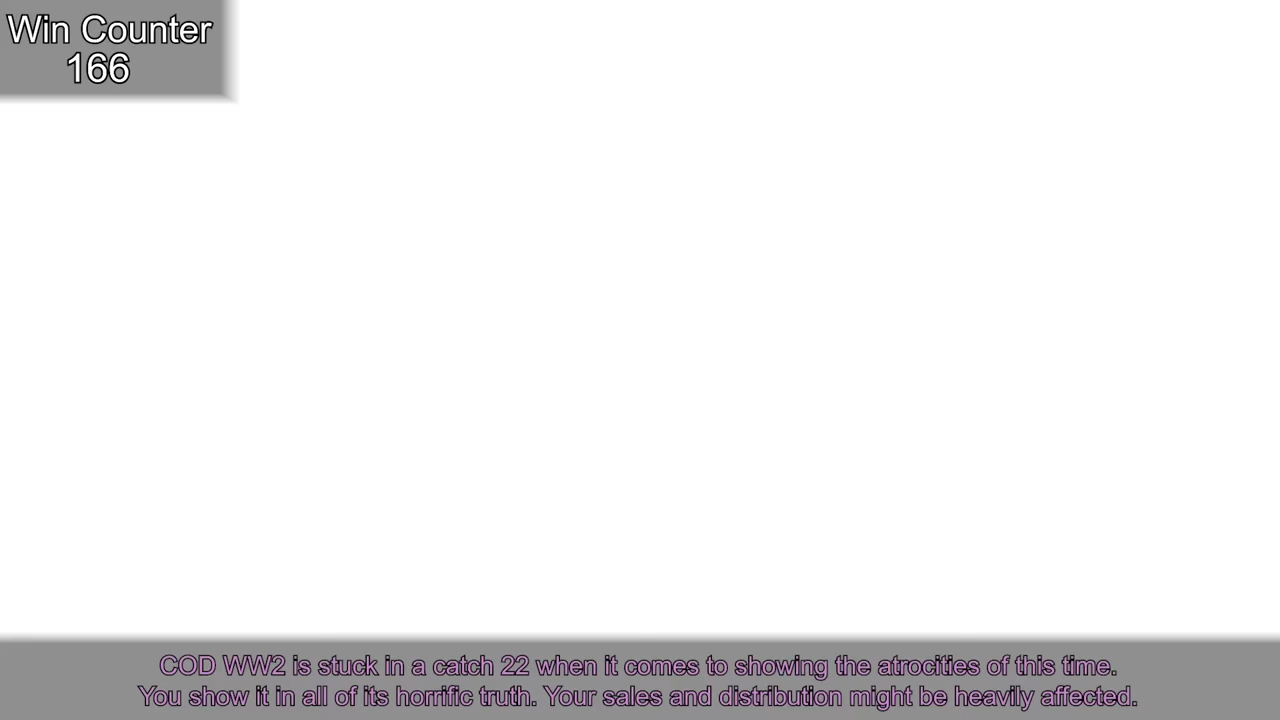 Win Counter
166
COD WW2 is stuck in a catch 22 when it comes to showing the atrocities of this time.
You show it in all of its horrific truth. Your sales and distribution might be heavily affected.